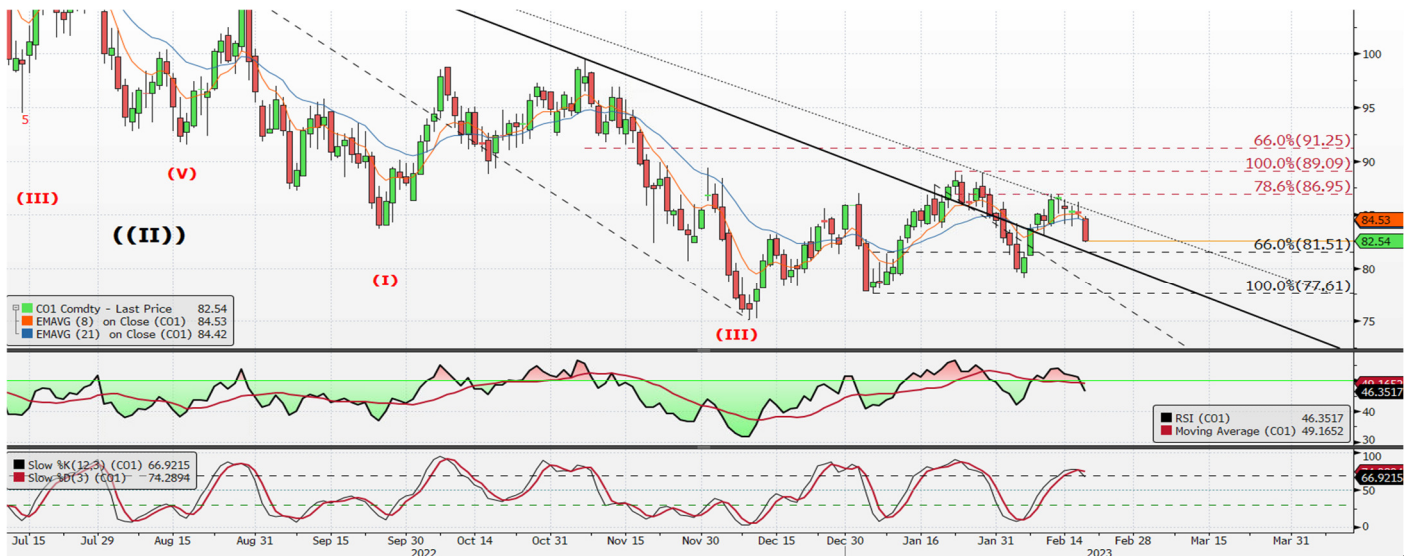 100
95
90
85
80
75
5
(III)
(V)
((II))
(I)
(III)
66.0%(91.25)
100.0%(89.09)
78.6%(86.95)
84.53
82.54
66.0%(81.51)
100.0%(77.61)
CO1 Comdty - Last Price 82.54
EMAVG (8) on Close (CO1) 84.53
EMAVG (21) on Close (CO1) 84.42
49.1652
46.3517
40
30
RSI (CO1) 46.3517
Moving Average (CO1) 49.1652
Slow %K(12,3) (CO1) 66.9215
Slow %D(3) (CO1) 74.2894
100
74.2894
66.9215
50
0
Jul 15 Jul 29 Aug 15 Aug 31 Sep 15 Sep 30 Oct 14 Oct 31 Nov 15 Nov 30 Dec 15 Dec 30 Jan 16 Jan 31 Feb 14 Feb 28 Mar 15 Mar 31
2022 2023